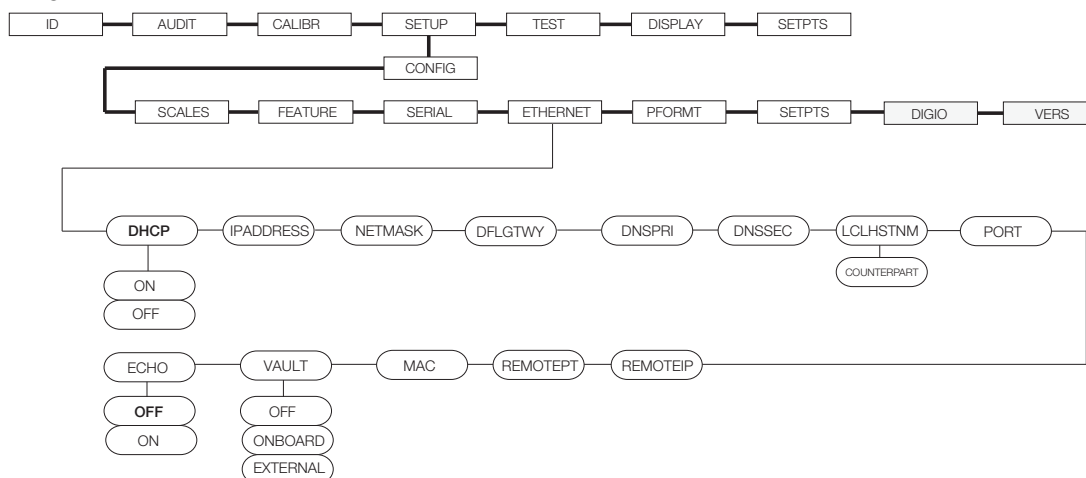 ID AUDIT CALIBR SETUP TEST DISPLAY SETPTS
CONFIG
SCALES FEATURE SERIAL ETHERNET PFORMT SETPTS DIGIO VERS
DHCP IPADDRESS NETMASK DFLGTWY DNSPRI DNSSEC LCLHSTNM PORT
COUNTERPART
ON
OFF
ECHO VAULT MAC REMOTEPT REMOTEIP
OFF OFF
ON ONBOARD
EXTERNAL